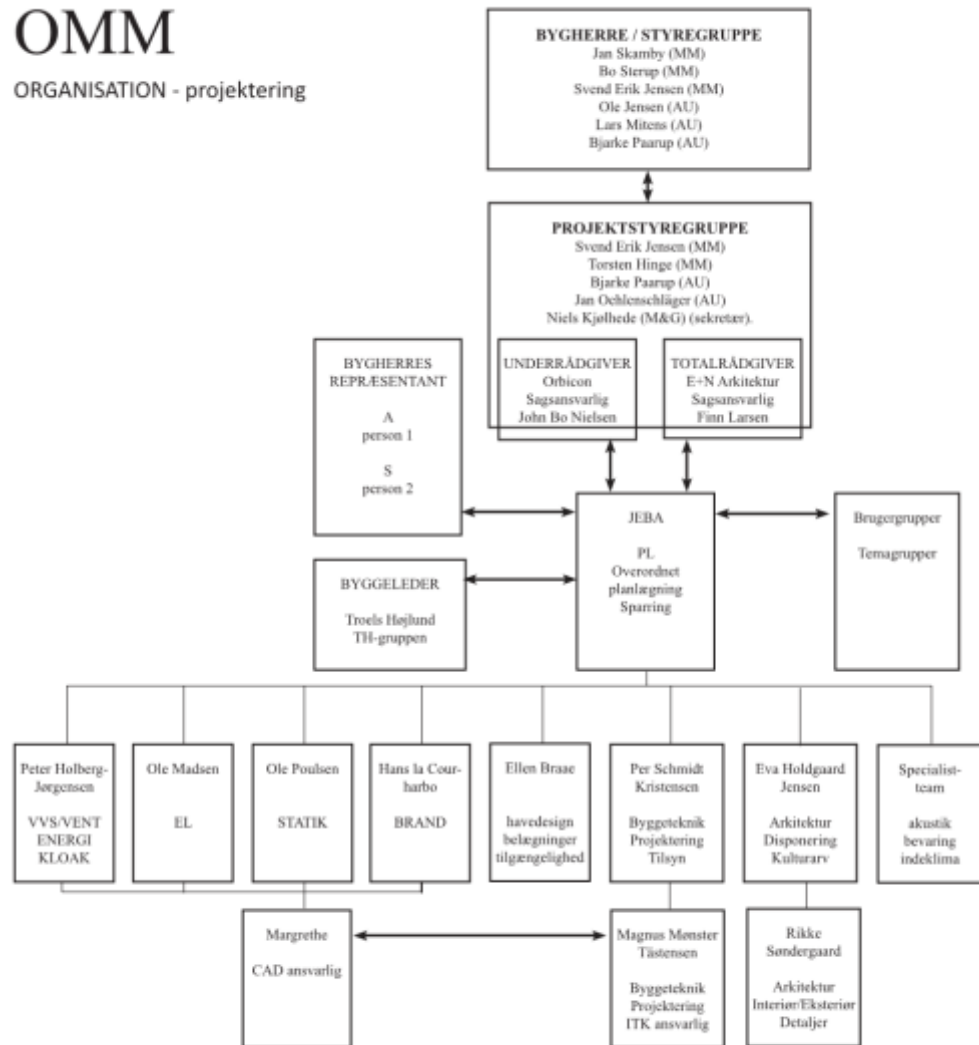 OMM
ORGANISATION - projektering
BYGHERRE / STYREGRUPPE
Jan Skamby (MM)
Bo Sterup (MM)
Svend Erik Jensen (MM)
Ole Jensen (AU)
Lars Mitens (AU)
Bjarke Paarup (AU)
PROJEKTSTYREGRUPPE
Svend Erik Jensen (MM)
Torsten Hinge (MM)
Bjarke Paarup (AU)
Jan Oehlenschläger (AU)
Niels Kjølhede (M&G) (sekretær).
UNDERRÅDGIVER
Orbicon
Sagsansvarlig
John Bo Nielsen
TOTALRÅDGIVER
E+N Arkitektur
Sagsansvarlig
Finn Larsen
BYGHERRES
REPRÆSENTANT
A
person 1
S
person 2
JEBA
PL
Overordnet
planlægning
Sparring
Brugergrupper
Temagrupper
BYGGELEDER
Troels Højlund
TH-gruppen
Peter Holberg-
Jørgensen
VVS/VENT
ENERGI
KLOAK
Ole Madsen
EL
Ole Poulsen
STATIK
Hans la Cour-
harbo
BRAND
Ellen Braae
havedesign
belægninger
tilgængelighed
Per Schmidt
Kristensen
Byggeteknik
Projektering
Tilsyn
Eva Holdgaard
Jensen
Arkitektur
Disponering
Kulturarv
Specialist-
team
akustik
bevaring
indeklima
Margrethe
CAD ansvarlig
Magnus Mønster
Tästensen
Byggeteknik
Projektering
ITK ansvarlig
Rikke
Søndergaard
Arkitektur
Interiør/Eksteriør
Detaljer